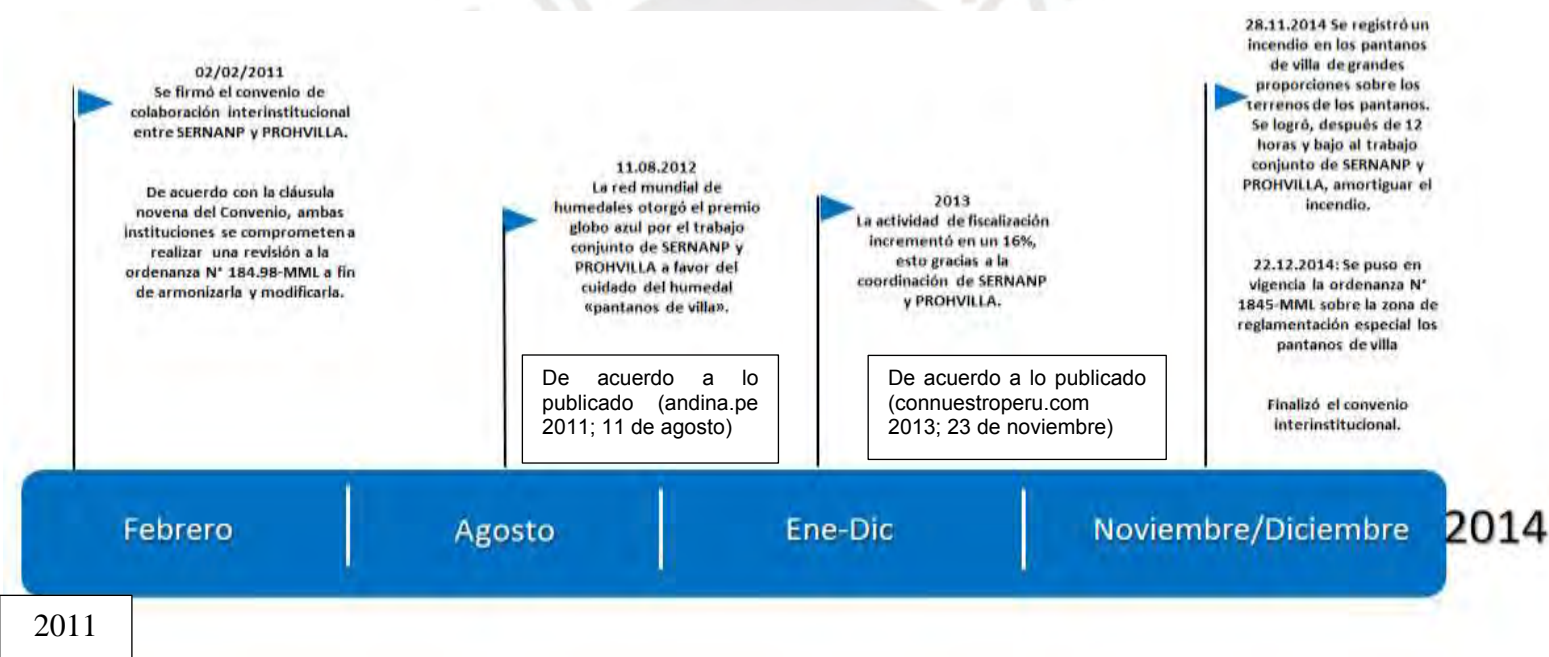 02/02/2011
Se firmó el convenio de
colaboración interinstitucional
entre SERNANP y PROHVILLA.
De acuerdo con la cláusula
novena del Convenio, ambas
instituciones se comprometen a
realizar una revisión a la
ordenanza N° 184.98-MML a fin
de armonizarla y modificarla.
11.08.2012
La red mundial de
humedales otorgó el premio
globo azul por el trabajo
conjunto de SERNANP y
PROHVILLA a favor del
cuidado del humedal
«pantanos de villa».
De acuerdo a lo
publicado (andina.pe
2011; 11 de agosto)
2013
La actividad de fiscalización
incrementó en un 16%,
esto gracias a la
coordinación de SERNANP
y PROHVILLA.
De acuerdo a lo publicado
(connuestroperu.com
2013; 23 de noviembre)
28.11.2014 Se registró un
incendio en los pantanos
de villa de grandes
proporciones sobre los
terrenos de los pantanos.
Se logró, después de 12
horas y bajo al trabajo
conjunto de SERNANP y
PROHVILLA, amortiguar el
incendio.
22.12.2014: Se puso en
vigencia la ordenanza N°
1845-MML sobre la zona de
reglamentación especial los
pantanos de villa
Finalizó el convenio
interinstitucional.
Febrero
Agosto
Ene-Dic
Noviembre/Diciembre
2014
2011